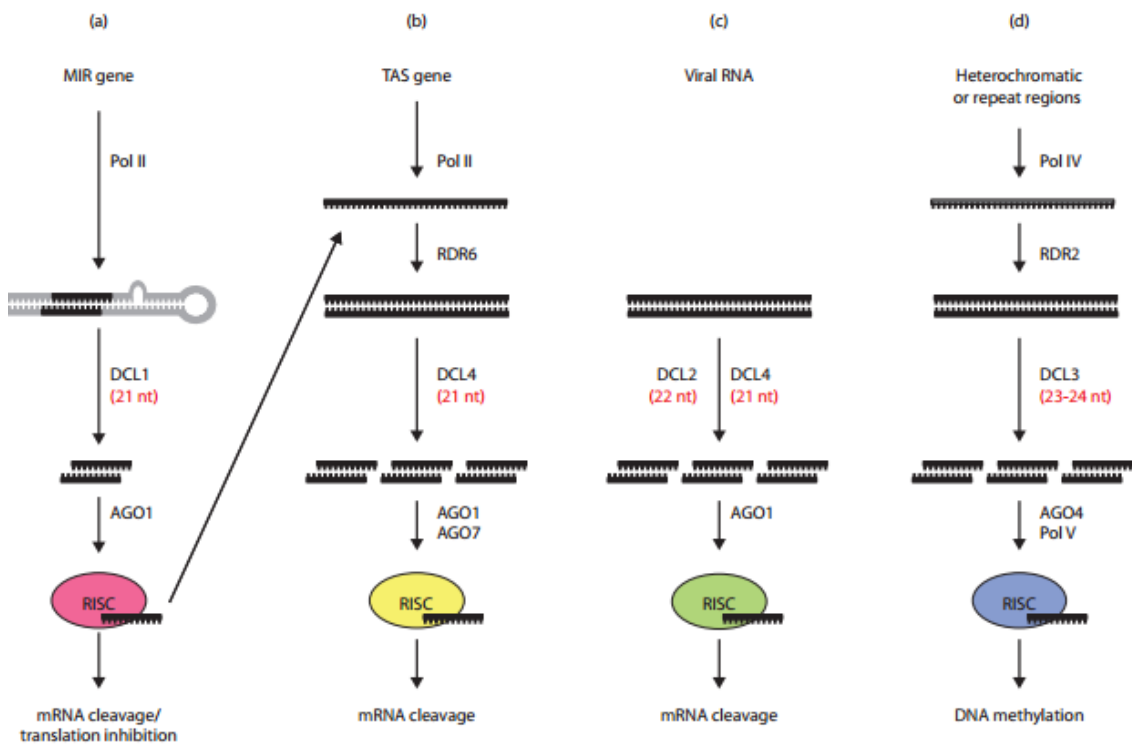 (a)
MIR gene
Pol II
DCL1
(21 nt)
AGO1
RISC
mRNA cleavage/
translation inhibition
(b)
TAS gene
Pol II
RDR6
DCL4
(21 nt)
AGO1
AGO7
RISC
mRNA cleavage
(c)
Viral RNA
DCL2
(22 nt)
DCL4
(21 nt)
AGO1
RISC
mRNA cleavage
(d)
Heterochromatic
or repeat regions
Pol IV
RDR2
DCL3
(23-24 nt)
AGO4
Pol V
RISC
DNA methylation